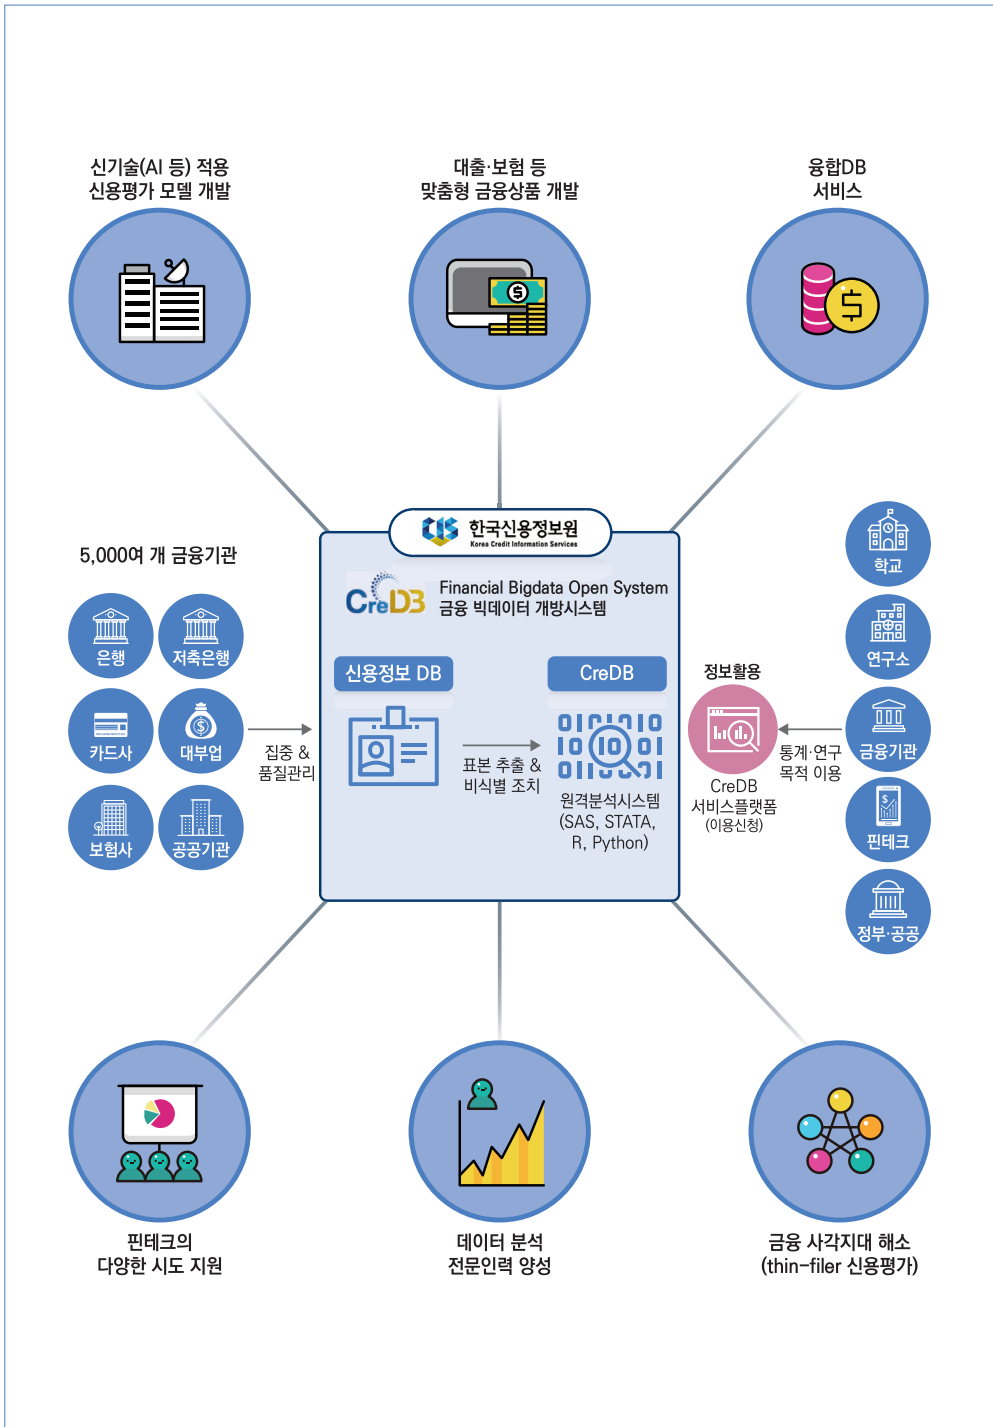 신기술(AI 등) 적용
신용평가 모델 개발
대출·보험 등
맞춤형 금융상품 개발
융합DB
서비스
CIS 한국신용정보원
Korea Credit Information Services
CreDB
Financial Bigdata Open System
금융 빅데이터 개방시스템
5,000여 개 금융기관
은행
저축은행
카드사
대부업
보험사
공공기관
집중 &
품질관리
신용정보 DB
표본 추출 &
비식별 조치
CreDB
원격분석시스템
(SAS, STATA,
R, Python)
정보활용
CreDB
서비스플랫폼
(이용신청)
통계·연구
목적 이용
학교
연구소
금융기관
핀테크
정부·공공
핀테크의
다양한 시도 지원
데이터 분석
전문인력 양성
금융 사각지대 해소
(thin-filer 신용평가)